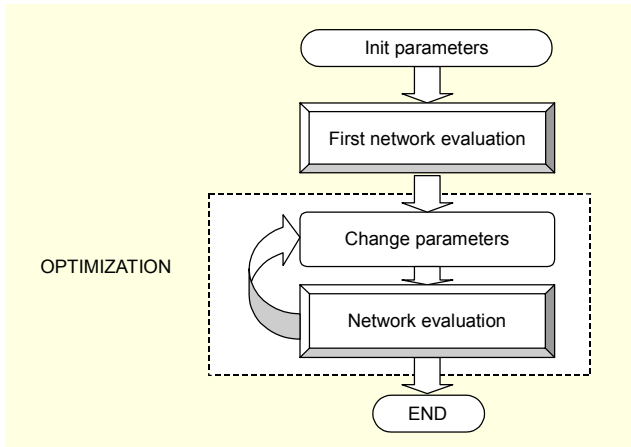 Init parameters
First network evaluation
Change parameters
OPTIMIZATION
Network evaluation
END